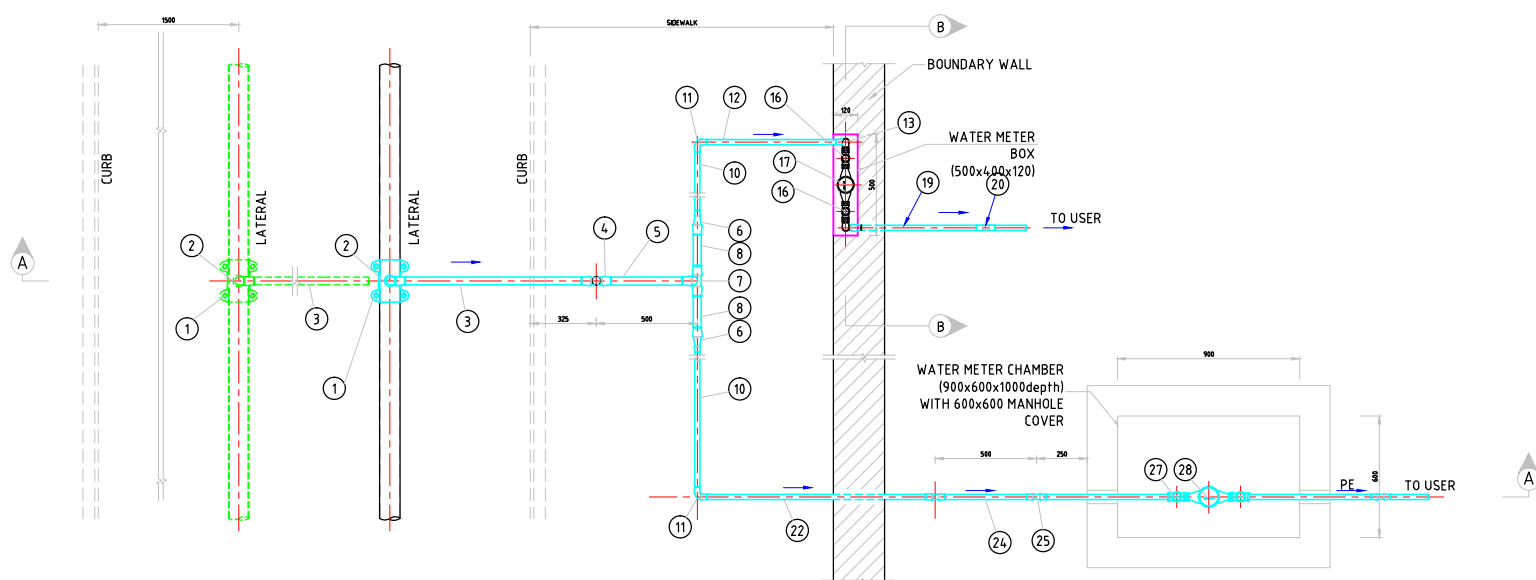 1500
SIDEWALK
B
BOUNDARY WALL
11
12
16
120
13
WATER METER
BOX
(500x400x120)
CURB
CURB
17
10
16
500
19
20
LATERAL
LATERAL
TO USER
2
2
4
5
6
8
7
A
1
3
3
325
500
8
6
B
1
10
900
WATER METER CHAMBER
(900x600x1000depth)
WITH 600x600 MANHOLE
COVER
500
250
27
28
600
PE
TO USER
A
11
22
24
25